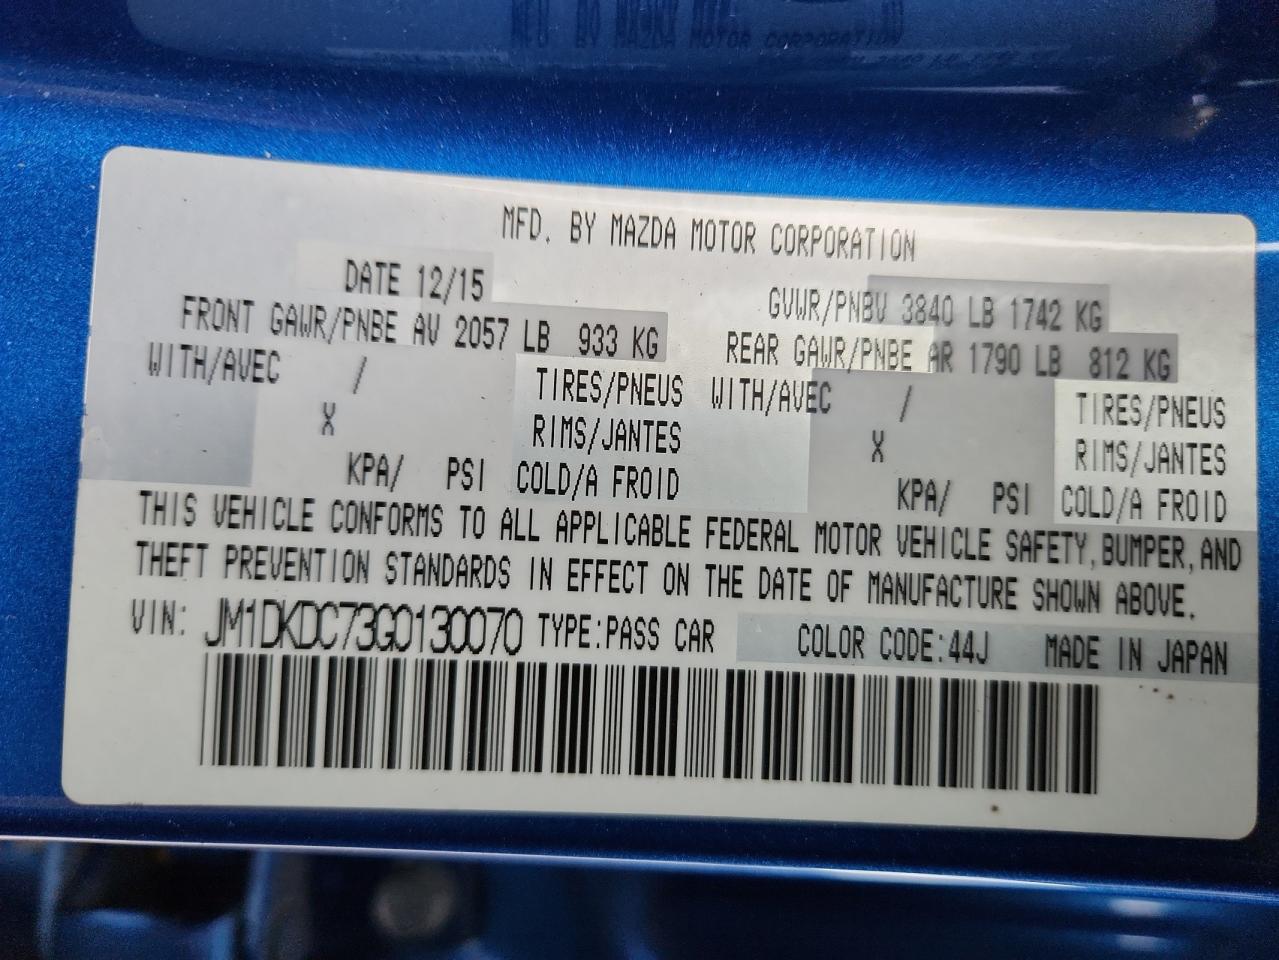 MFD. BY MAZDA MOTOR CORPORATION
DATE 12/15 GVWR/PNBV 3840 LB 1742 KG
FRONT GAWR/PNBE AV 2057 LB 933 KG REAR GAWR/PNBE AR 1790 LB 812 KG
WITH/AVEC / TIRES/PNEUS WITH/AVEC / TIRES/PNEUS
X RIMS/JANTES X RIMS/JANTES
KPA/ PSI COLD/A FROID KPA/ PSI COLD/A FROID
THIS VEHICLE CONFORMS TO ALL APPLICABLE FEDERAL MOTOR VEHICLE SAFETY, BUMPER, AND
THEFT PREVENTION STANDARDS IN EFFECT ON THE DATE OF MANUFACTURE SHOWN ABOVE.
VIN: JM1DKDC73G0130070 TYPE:PASS CAR COLOR CODE:44J MADE IN JAPAN